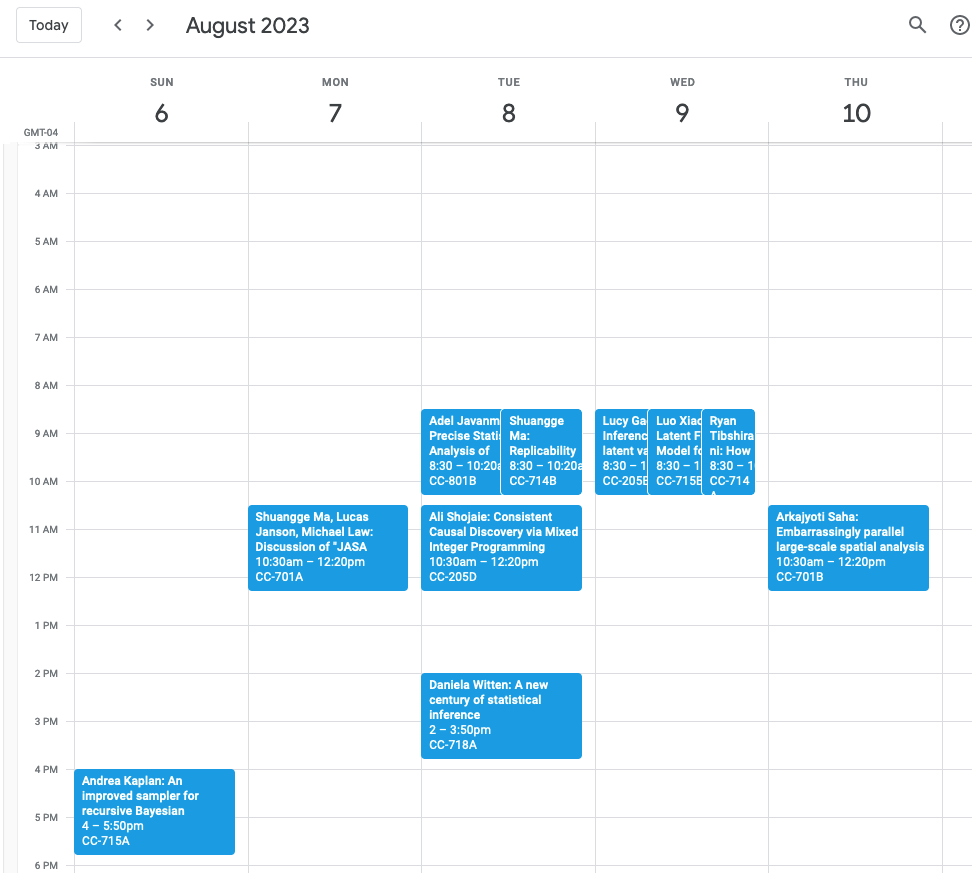 Today
August 2023
SUN
6
MON
7
TUE
8
WED
9
THU
10
GMT-04
3 AM
4 AM
5 AM
6 AM
7 AM
8 AM
9 AM
10 AM
11 AM
12 PM
1 PM
2 PM
3 PM
4 PM
5 PM
6 PM
Andrea Kaplan: An
improved sampler for
recursive Bayesian
4 – 5:50pm
CC-715A
Shuangge Ma, Lucas
Janson, Michael Law:
Discussion of "JASA
10:30am – 12:20pm
CC-701A
Adel Javanm
Precise Stati
Analysis of
8:30 – 10:20a
CC-801B
Shuangge
Ma:
Replicability
8:30 – 10:20a
CC-714B
Ali Shojaie: Consistent
Causal Discovery via Mixed
Integer Programming
10:30am – 12:20pm
CC-205D
Daniela Witten: A new
century of statistical
inference
2 – 3:50pm
CC-718A
Lucy Ga
Inferenc
latent va
8:30 – 1
CC-205B
Luo Xiao
Latent F
Model fo
8:30 – 1
CC-715B
Ryan
Tibshira
ni: How
8:30 – 1
CC-714
Arkajyoti Saha:
Embarrassingly parallel
large-scale spatial analysis
10:30am – 12:20pm
CC-701B